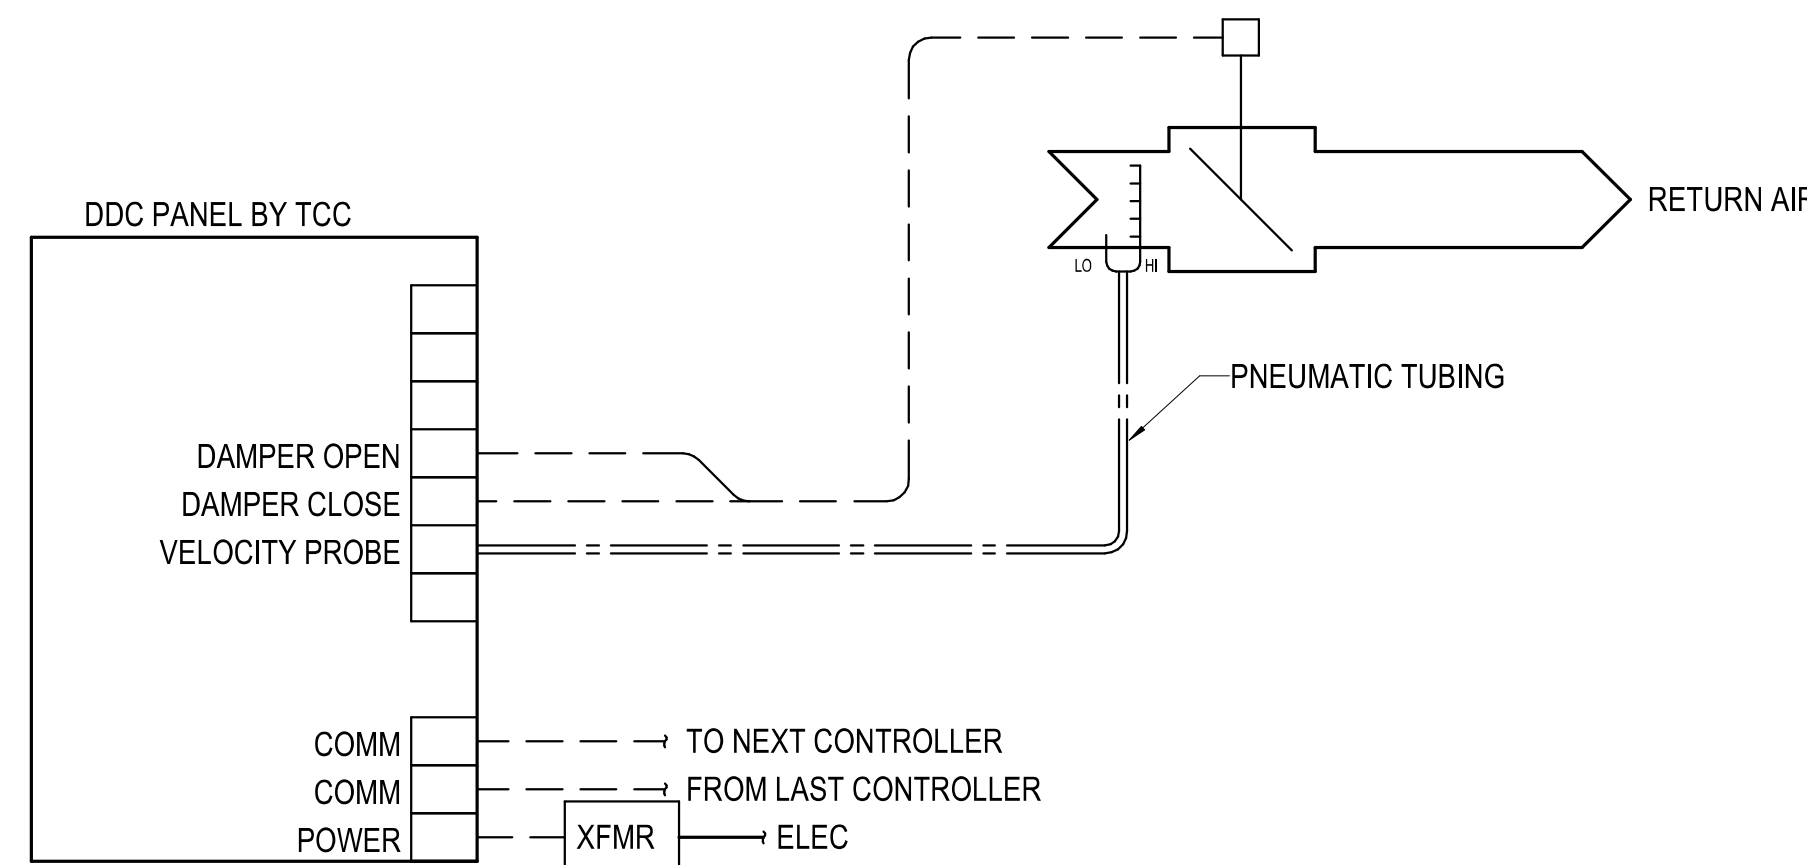 DDC PANEL BY TCC
RETURN AIR
LO
HI
PNEUMATIC TUBING
DAMPER OPEN
DAMPER CLOSE
VELOCITY PROBE
COMM
TO NEXT CONTROLLER
COMM
FROM LAST CONTROLLER
POWER
XFMR
ELEC